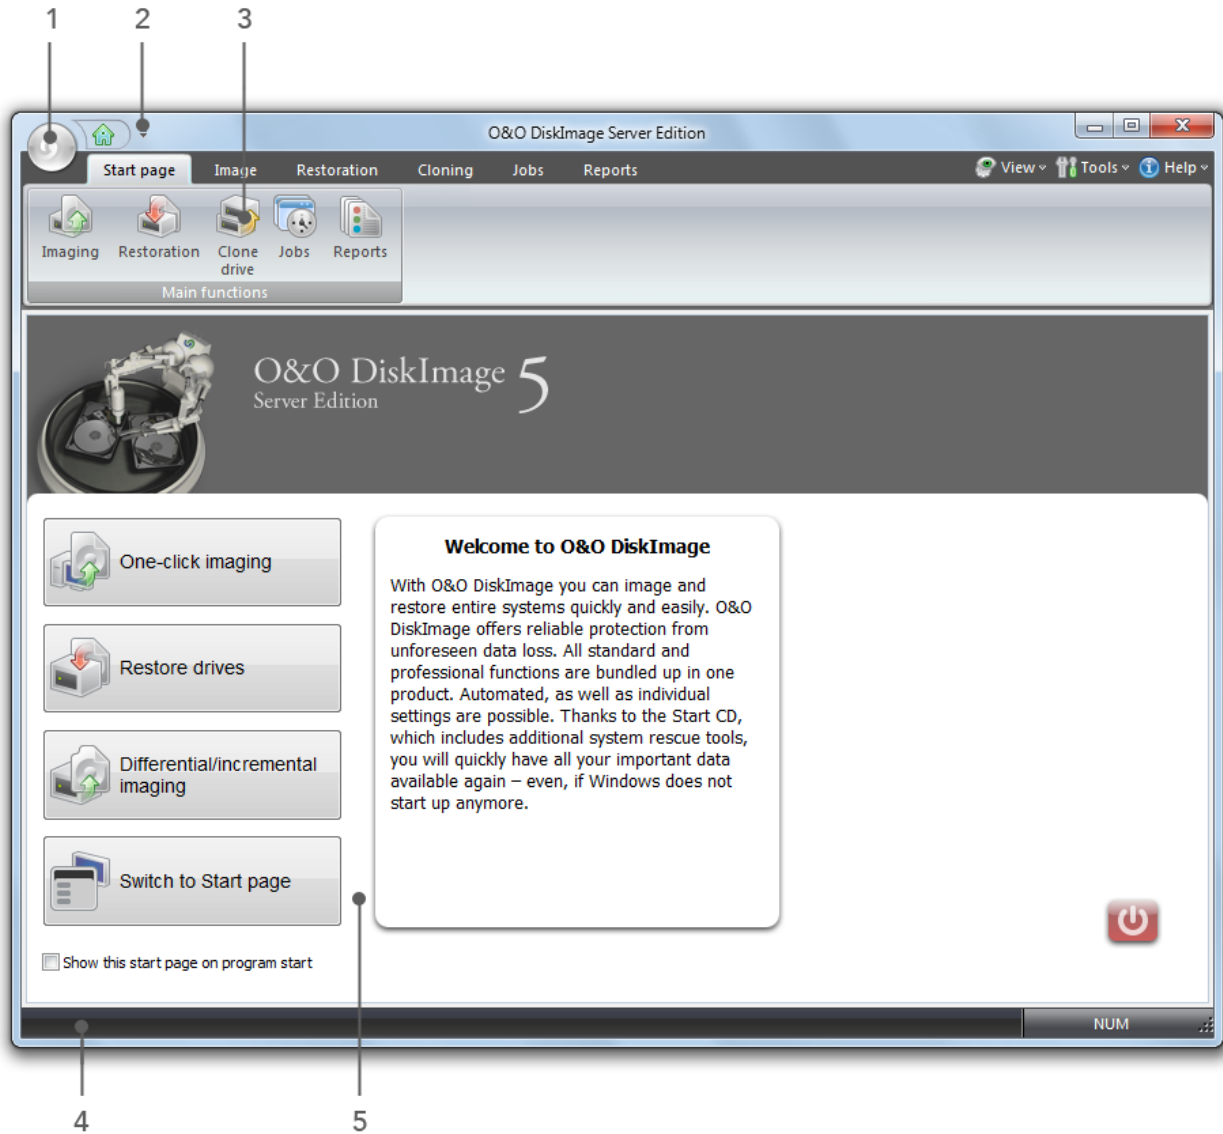 1 2 3
O&O DiskImage Server Edition
Start page Image Restoration Cloning Jobs Reports View Tools Help
Imaging Restoration Clone drive Jobs Reports
Main functions
O&O DiskImage 5
Server Edition
One-click imaging
Restore drives
Differential/incremental
imaging
Switch to Start page
Show this start page on program start
Welcome to O&O DiskImage
With O&O DiskImage you can image and
restore entire systems quickly and easily. O&O
DiskImage offers reliable protection from
unforeseen data loss. All standard and
professional functions are bundled up in one
product. Automated, as well as individual
settings are possible. Thanks to the Start CD,
which includes additional system rescue tools,
you will quickly have all your important data
available again – even, if Windows does not
start up anymore.
NUM
4 5